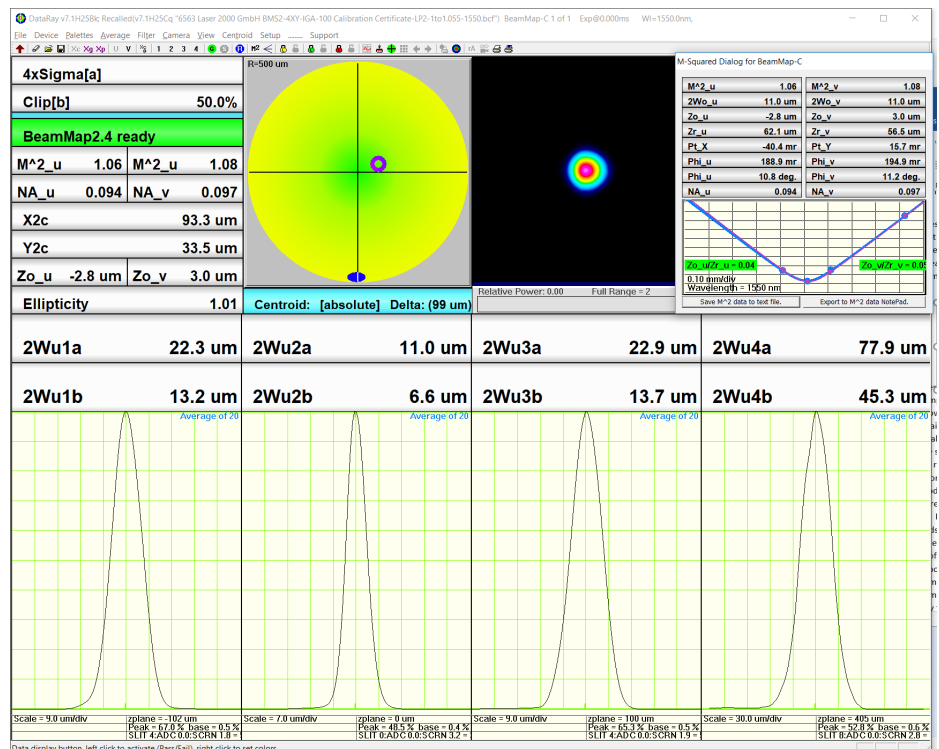 DataRay v7.1H25Blc Recalled(v7.1H25Cq "6563 Laser 2000 GmbH BMS2-4XY-IGA-100 Calibration Certificate-LP2-1to1.055-1550.bcf") BeamMap-C 1 of 1 Exp@0.000ms Wl=1550.0nm,
File Device Palettes Average Filter Camera View Centroid Setup ....... Support
Xc Xg Xp U V 1 2 3 4 G S M²
4xSigma[a]
Clip[b] 50.0%
BeamMap2.4 ready
M^2_u 1.06 M^2_u 1.08
NA_u 0.094 NA_v 0.097
X2c 93.3 um
Y2c 33.5 um
Zo_u -2.8 um Zo_v 3.0 um
Ellipticity 1.01
R=500 um
Centroid: [absolute] Delta: (99 um)
Relative Power: 0.00 Full Range = 2
M-Squared Dialog for BeamMap-C
M^2_u 1.06 M^2_v 1.08
2Wo_u 11.0 um 2Wo_v 11.0 um
Zo_u -2.8 um Zo_v 3.0 um
Zr_u 62.1 um Zr_v 56.5 um
Pt_X -40.4 mr Pt_Y 15.7 mr
Phi_u 188.9 mr Phi_v 194.9 mr
Phi_u 10.8 deg. Phi_v 11.2 deg.
NA_u 0.094 NA_v 0.097
Zo_u/Zr_u = 0.04 Zo_v/Zr_v = 0.05
0.10 mm/div
Wavelength = 1550 nm
Save M^2 data to text file. Export to M^2 data NotePad.
2Wu1a 22.3 um 2Wu2a 11.0 um 2Wu3a 22.9 um 2Wu4a 77.9 um
2Wu1b 13.2 um 2Wu2b 6.6 um 2Wu3b 13.7 um 2Wu4b 45.3 um
Average of 20 Average of 20 Average of 20 Average of 20
Scale = 9.0 um/div zplane = -102 um Scale = 7.0 um/div zplane = 0 um Scale = 9.0 um/div zplane = 100 um Scale = 30.0 um/div zplane = 405 um
Peak = 67.0 % base = 0.5 % Peak = 48.5 % base = 0.4 % Peak = 65.3 % base = 0.5 % Peak = 52.8 % base = 0.6 %
SLIT 4:ADC 0.0:SCRN 1.8 = SLIT 0:ADC 0.0:SCRN 3.2 = SLIT 4:ADC 0.0:SCRN 1.9 = SLIT 8:ADC 0.0:SCRN 2.8 =
Data display button, left click to activate (Pass/Fail), right click to set colors